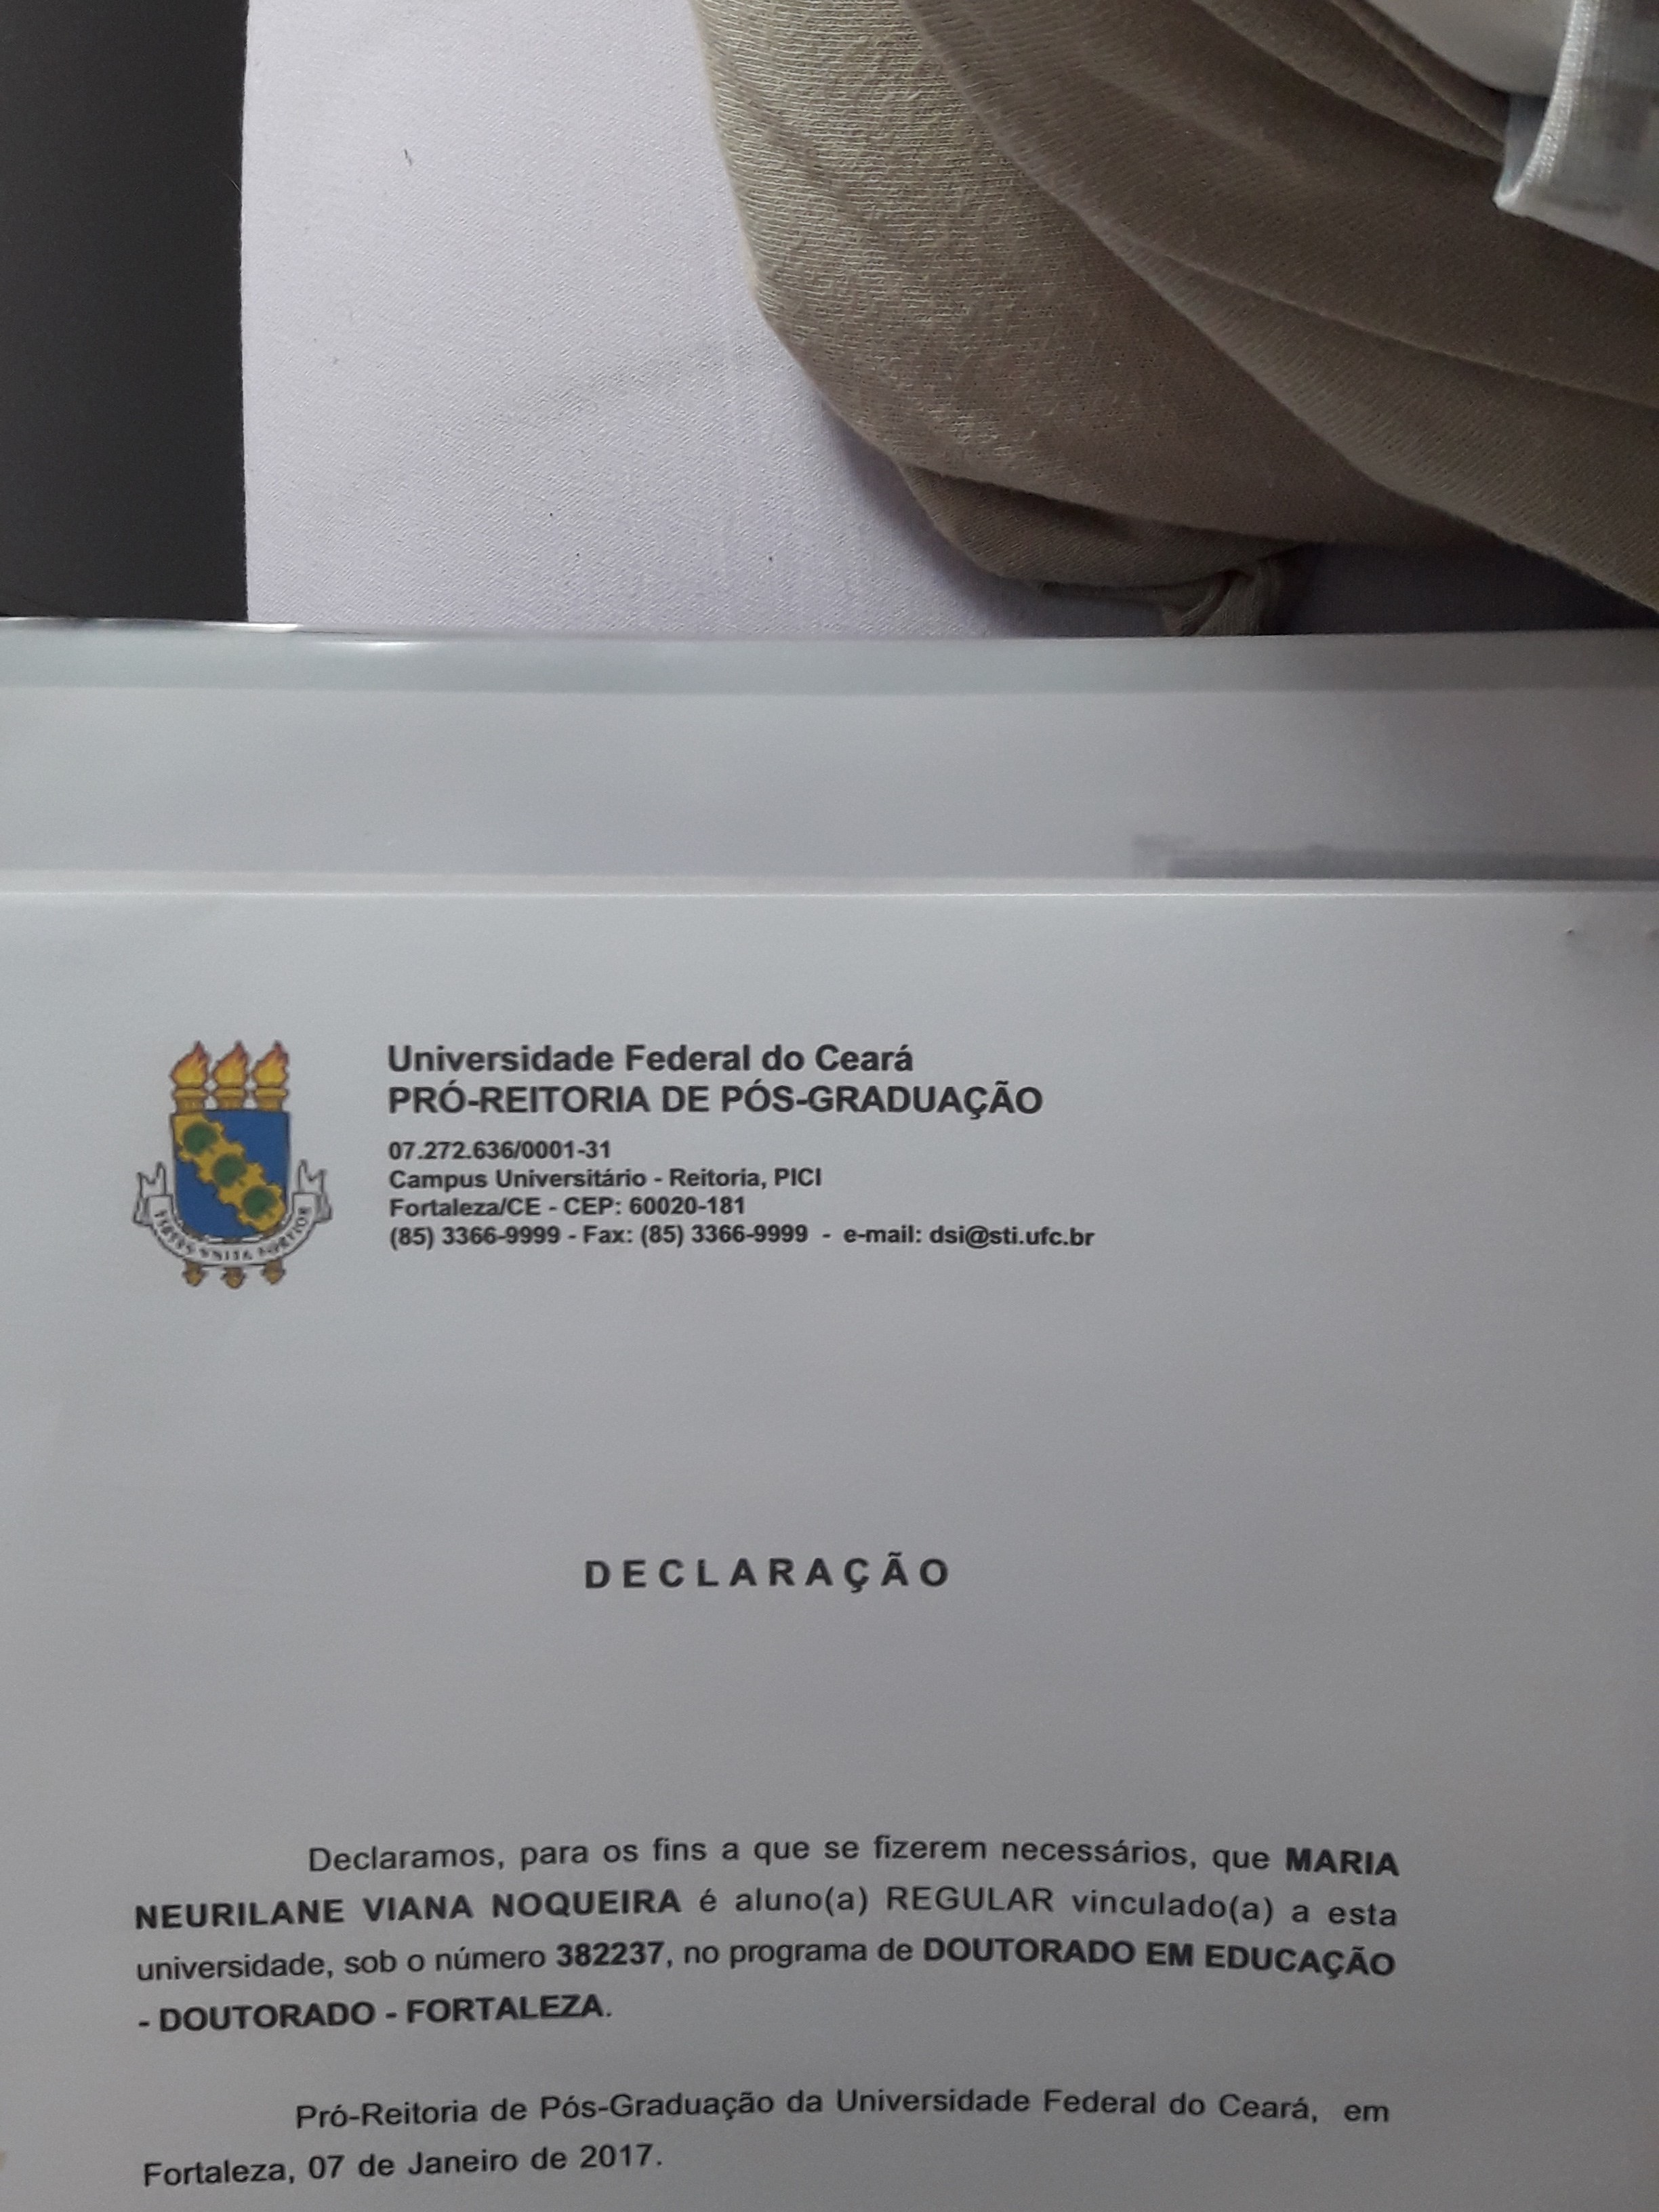 Universidade Federal do Ceará
PRÓ-REITORIA DE PÓS-GRADUAÇÃO
07.272.636/0001-31
Campus Universitário - Reitoria, PICI
Fortaleza/CE - CEP: 60020-181
(85) 3366-9999 - Fax: (85) 3366-9999 - e-mail: dsi@sti.ufc.br
DECLARAÇÃO
Declaramos, para os fins a que se fizerem necessários, que MARIA
NEURILANE VIANA NOQUEIRA é aluno(a) REGULAR vinculado(a) a esta
universidade, sob o número 382237, no programa de DOUTORADO EM EDUCAÇÃO
- DOUTORADO - FORTALEZA.
Pró-Reitoria de Pós-Graduação da Universidade Federal do Ceará, em
Fortaleza, 07 de Janeiro de 2017.